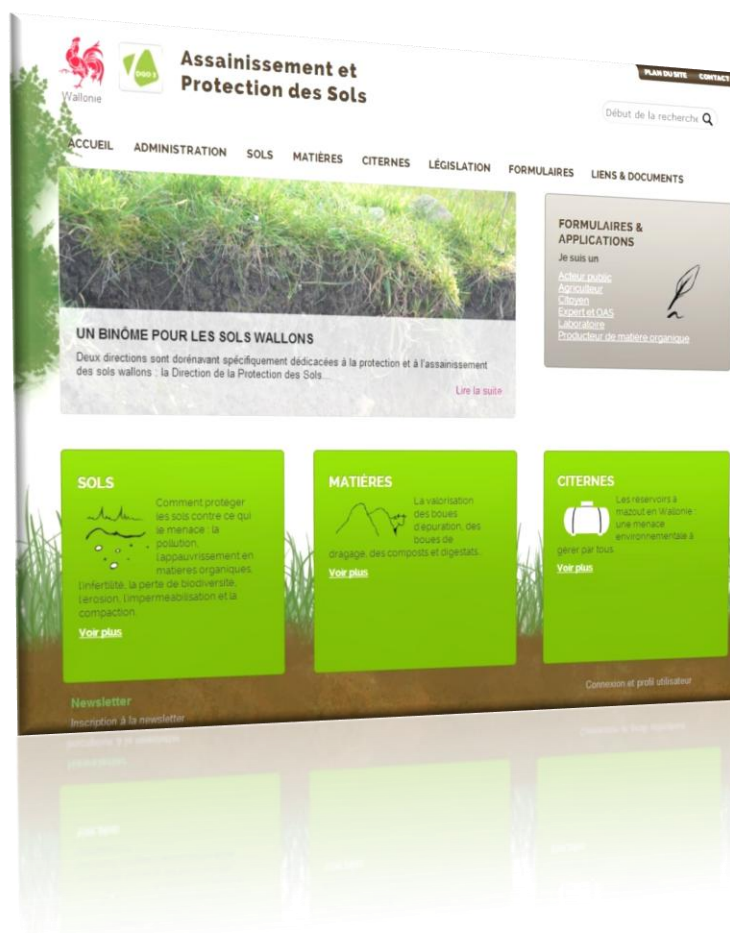 Wallonie
DGO 3
Assainissement et
Protection des Sols
PLAN DU SITE CONTACT
Début de la recherche
ACCUEIL ADMINISTRATION SOLS MATIÈRES CITERNES LÉGISLATION FORMULAIRES LIENS & DOCUMENTS
UN BINÔME POUR LES SOLS WALLONS
Deux directions sont dorénavant spécifiquement dédicacées à la protection et à l'assainissement
des sols wallons : la Direction de la Protection des Sols...
Lire la suite
FORMULAIRES &
APPLICATIONS
Je suis un
Acteur public
Agriculteur
Citoyen
Expert et OAS
Laboratoire
Producteur de matière organique
SOLS
Comment protéger
les sols contre ce qui
le menace : la
pollution,
l'appauvrissement en
matières organiques,
l'infertilité, la perte de biodiversité,
l'érosion, l'imperméabilisation et la
compaction.
Voir plus
MATIÈRES
La valorisation
des boues
d'épuration, des
boues de
dragage, des composts et digestats.
Voir plus
CITERNES
Les réservoirs à
mazout en Wallonie :
une menace
environnementale à
gérer par tous.
Voir plus
Newsletter
Inscription à la newsletter
Connexion et profil utilisateur